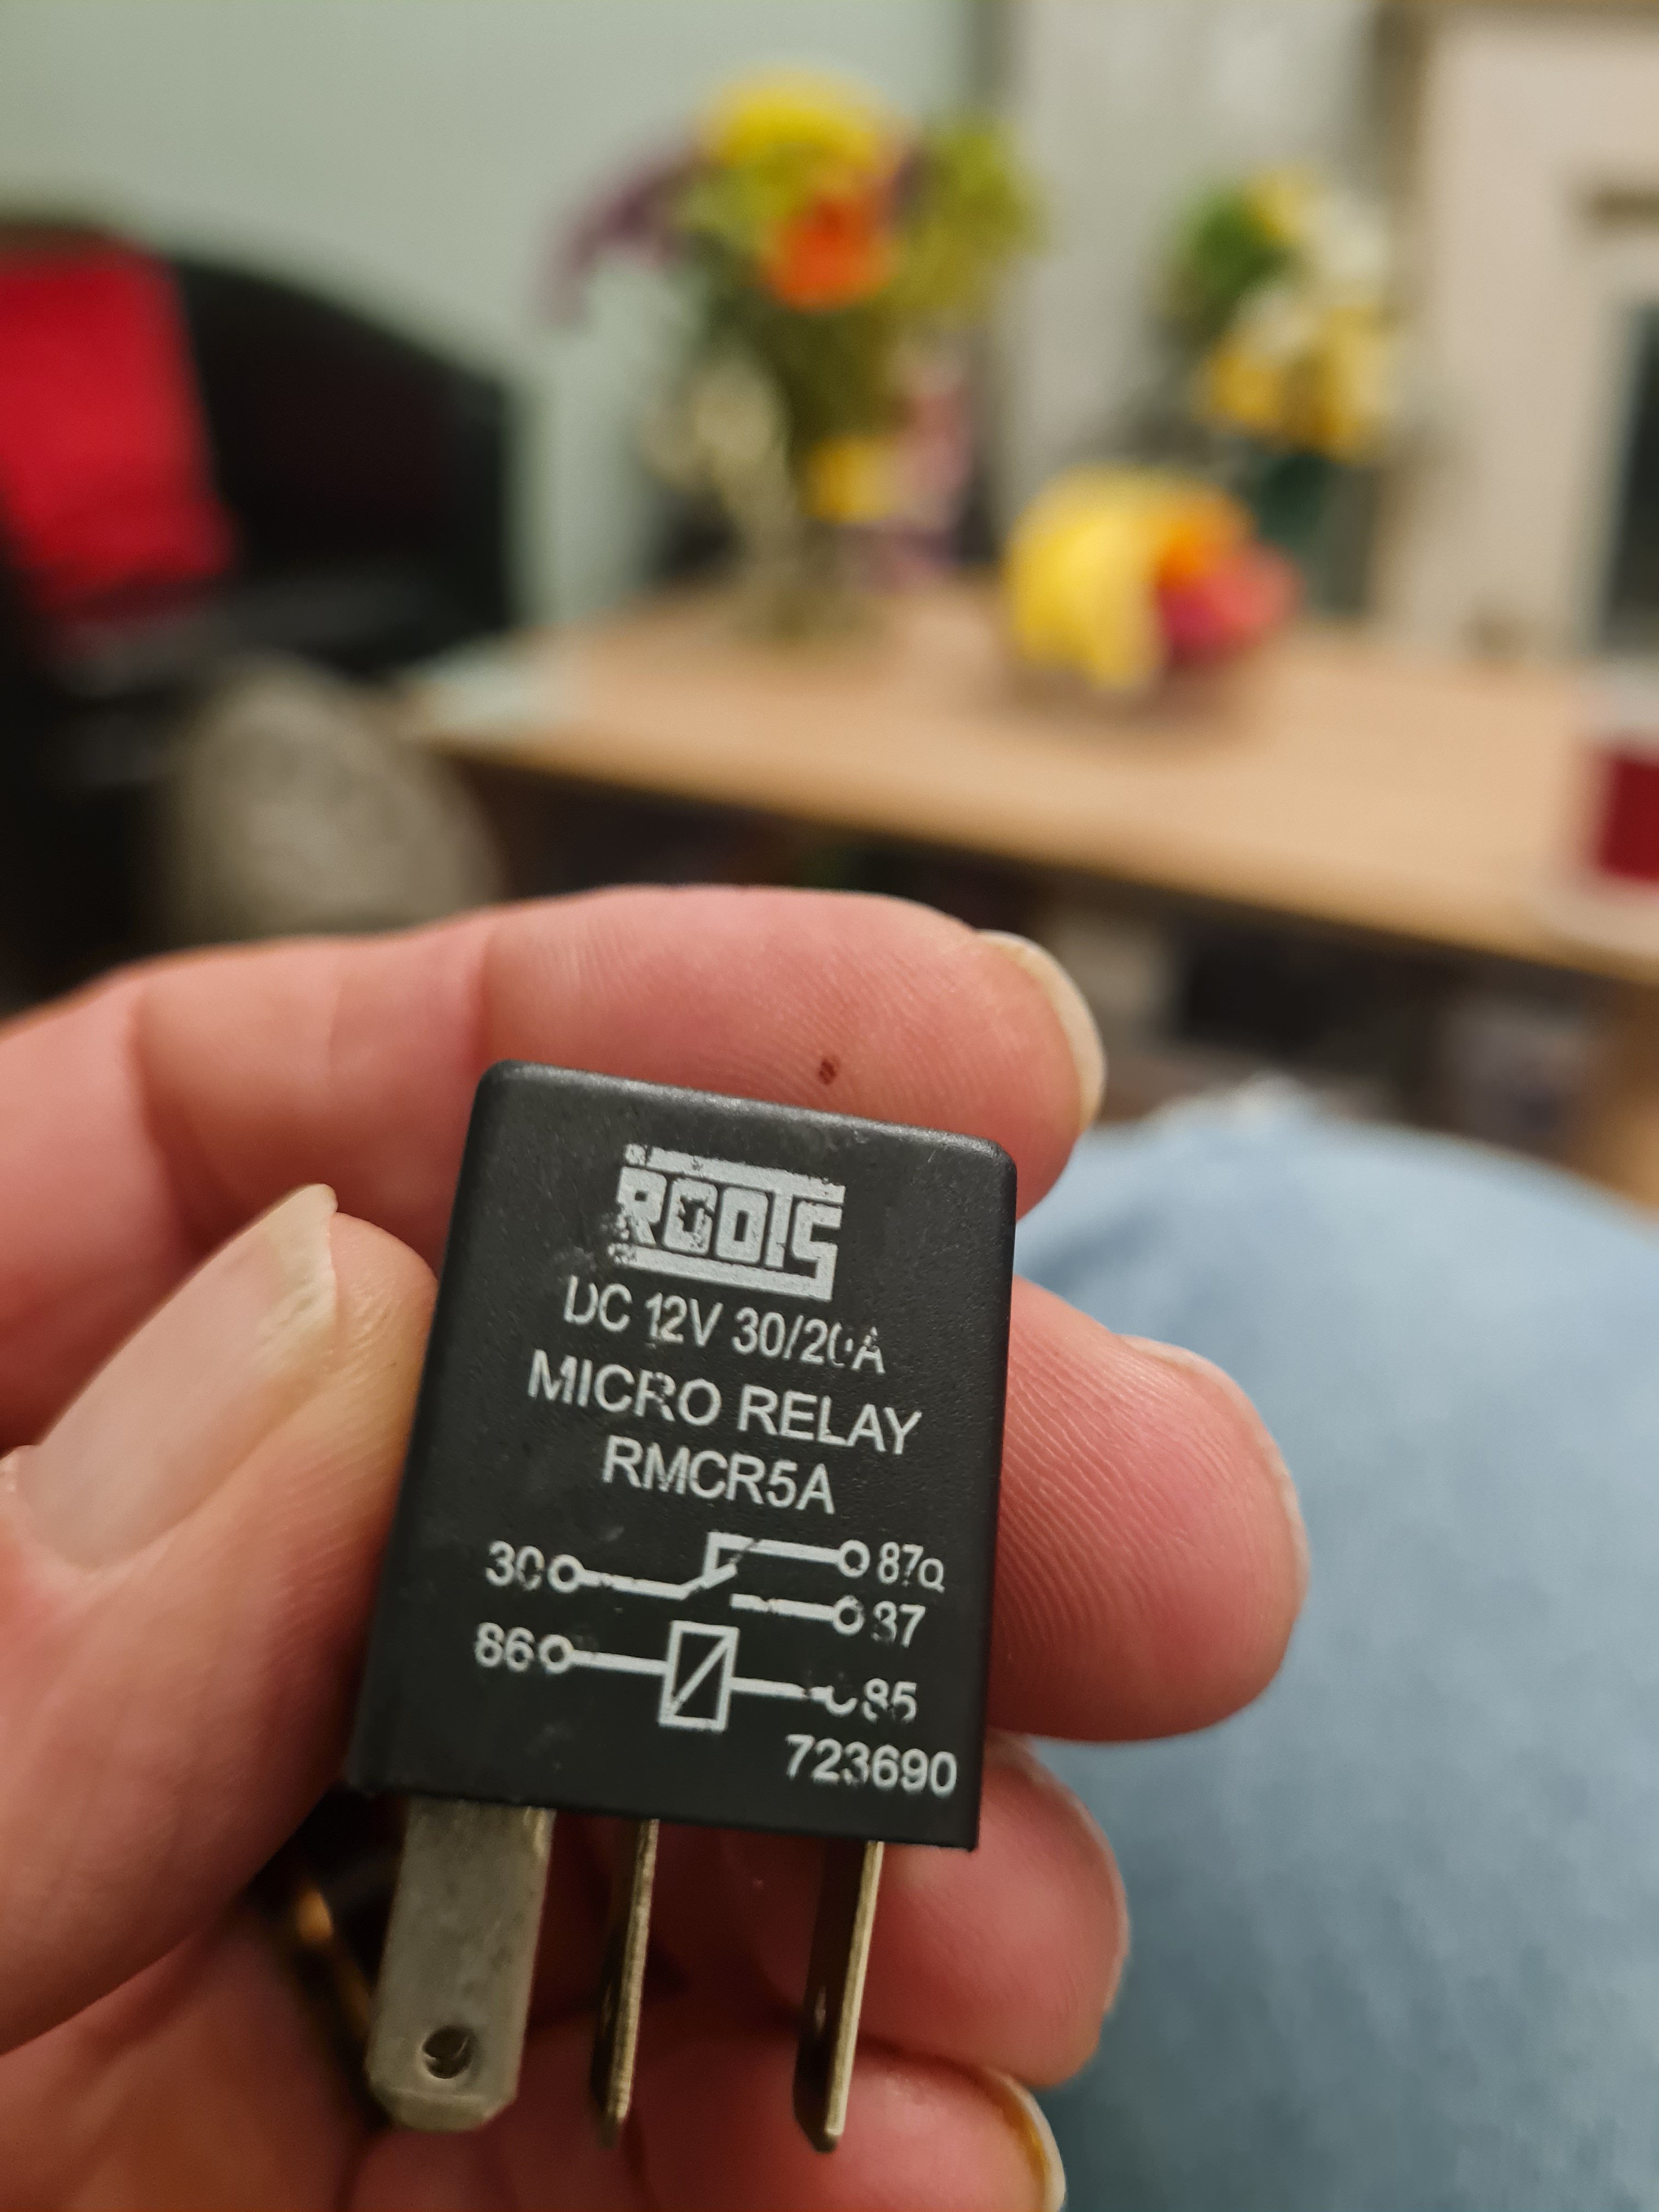 ROOTS
DC 12V 30/20A
MICRO RELAY
RMCR5A
30 87a
87
86 85
723690